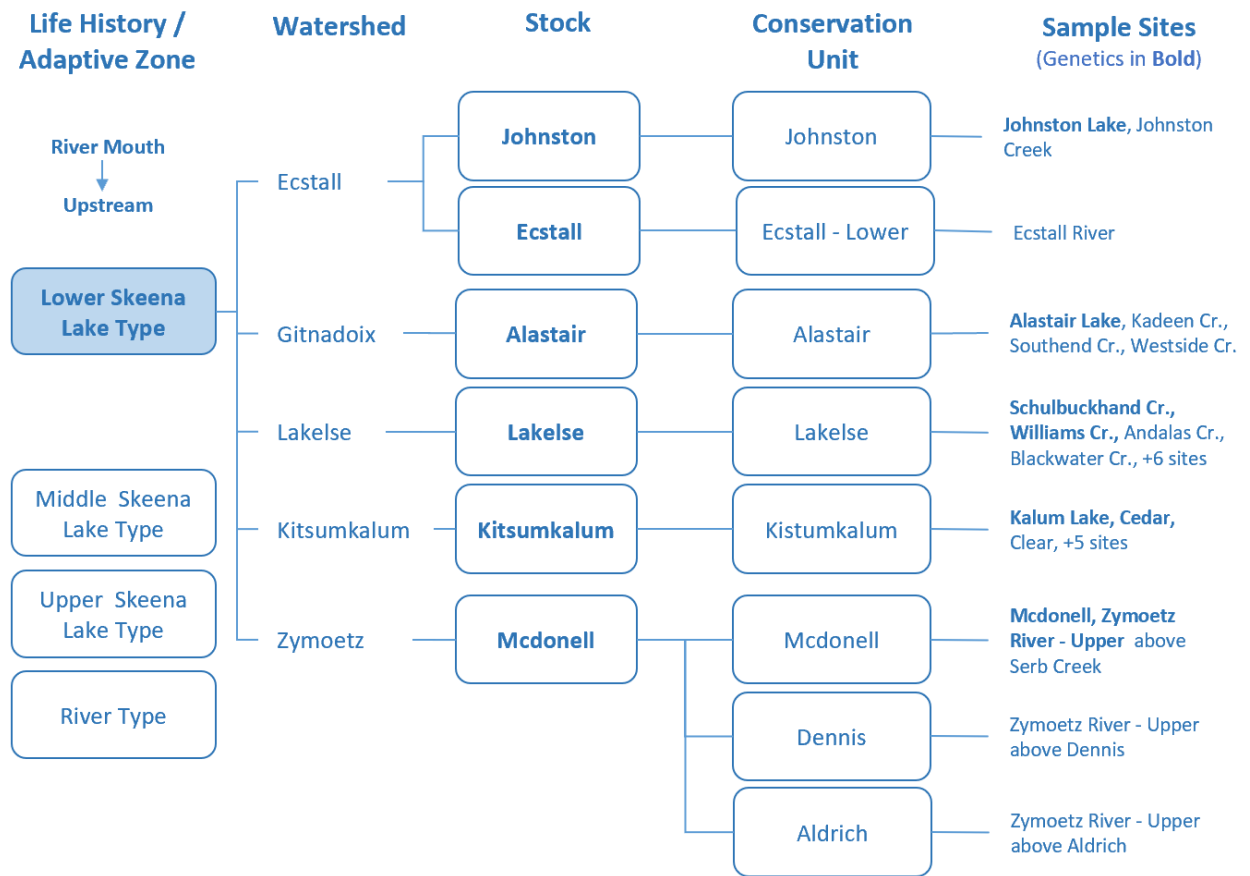 Life History /
Adaptive Zone
Watershed
Stock
Conservation
Unit
Sample Sites
(Genetics in Bold)
River Mouth
Upstream
Lower Skeena
Lake Type
Middle Skeena
Lake Type
Upper Skeena
Lake Type
River Type
Ecstall
Johnston
Johnston
Johnston Lake, Johnston
Creek
Ecstall
Ecstall - Lower
Ecstall River
Gitnadoix
Alastair
Alastair
Alastair Lake, Kadeen Cr.,
Southend Cr., Westside Cr.
Lakelse
Lakelse
Lakelse
Schulbuckhand Cr.,
Williams Cr., Andalas Cr.,
Blackwater Cr., +6 sites
Kitsumkalum
Kitsumkalum
Kistumkalum
Kalum Lake, Cedar,
Clear, +5 sites
Zymoetz
Mcdonell
Mcdonell
Mcdonell, Zymoetz
River - Upper above
Serb Creek
Dennis
Zymoetz River - Upper
above Dennis
Aldrich
Zymoetz River - Upper
above Aldrich